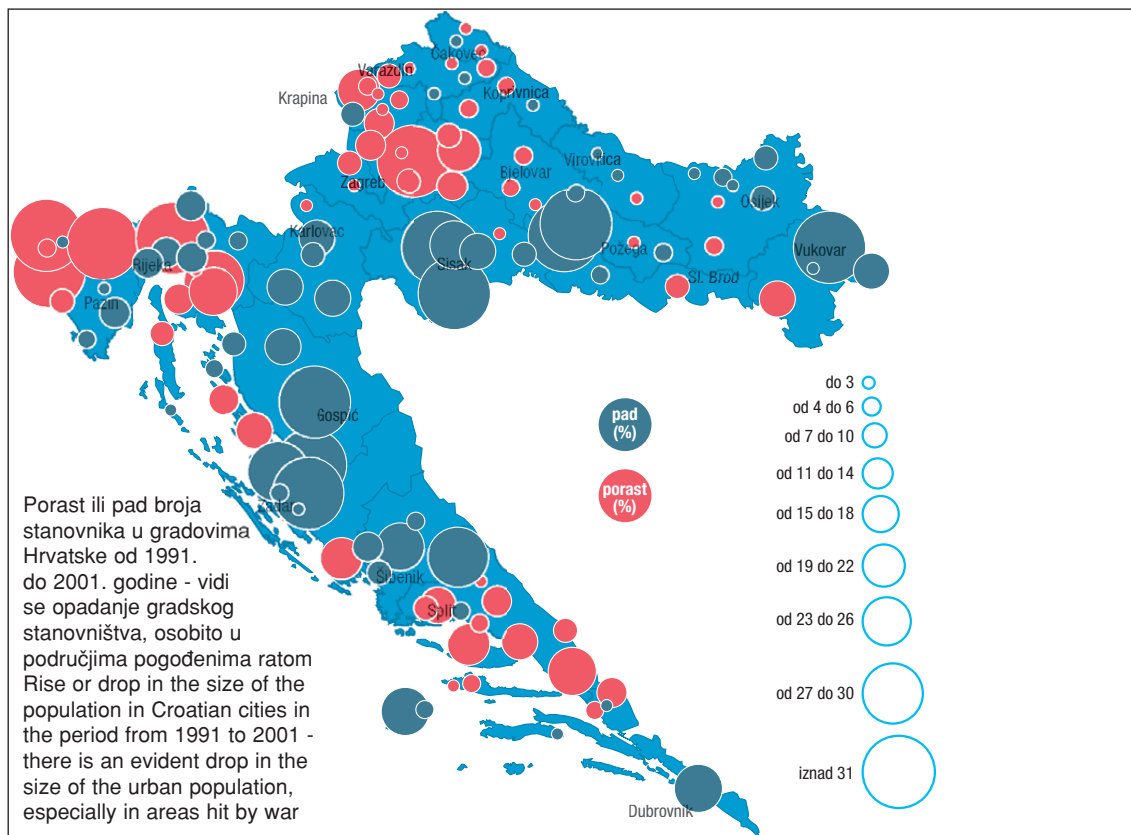 Čakovec
Varaždin
Krapina
Koprivnica
Virovitica
Bjelovar
Zagreb
Osijek
Karlovac
Požega
Vukovar
Rijeka
Sisak
Sl. Brod
Pazin
Gospić
Zadar
Šibenik
Split
Dubrovnik
pad
(%)
porast
(%)
do 3
od 4 do 6
od 7 do 10
od 11 do 14
od 15 do 18
od 19 do 22
od 23 do 26
od 27 do 30
iznad 31
Porast ili pad broja
stanovnika u gradovima
Hrvatske od 1991.
do 2001. godine - vidi
se opadanje gradskog
stanovništva, osobito u
područjima pogođenima ratom
Rise or drop in the size of the
population in Croatian cities in
the period from 1991 to 2001 -
there is an evident drop in the
size of the urban population,
especially in areas hit by war